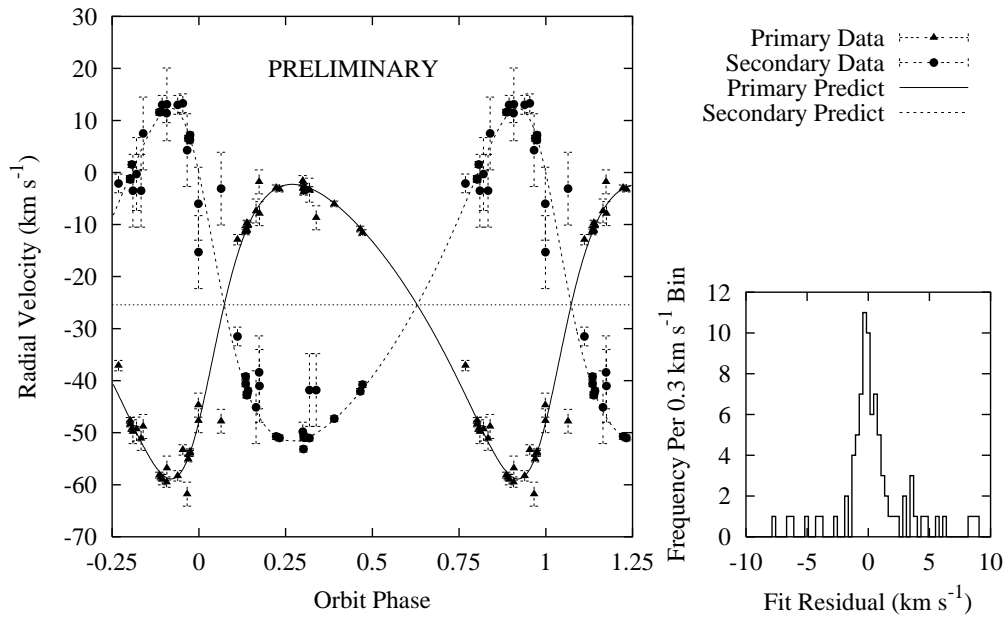 PRELIMINARY
Radial Velocity (km s-1)
30
20
10
0
-10
-20
-30
-40
-50
-60
-70
-0.25 0 0.25 0.5 0.75 1 1.25
Orbit Phase
Primary Data
Secondary Data
Primary Predict
Secondary Predict
Frequency Per 0.3 km s-1 Bin
12
10
8
6
4
2
0
-10 -5 0 5 10
Fit Residual (km s-1)